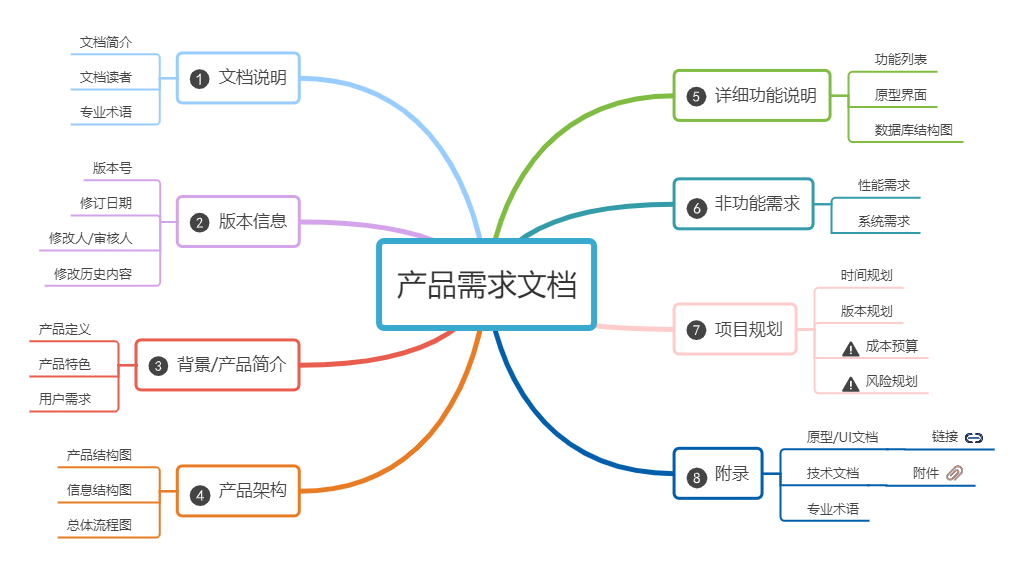 产品需求文档
1 文档说明
文档简介
文档读者
专业术语
2 版本信息
版本号
修订日期
修改人/审核人
修改历史内容
3 背景/产品简介
产品定义
产品特色
用户需求
4 产品架构
产品结构图
信息结构图
总体流程图
5 详细功能说明
功能列表
原型界面
数据库结构图
6 非功能需求
性能需求
系统需求
7 项目规划
时间规划
版本规划
成本预算
风险规划
8 附录
原型/UI文档
链接
技术文档
附件
专业术语